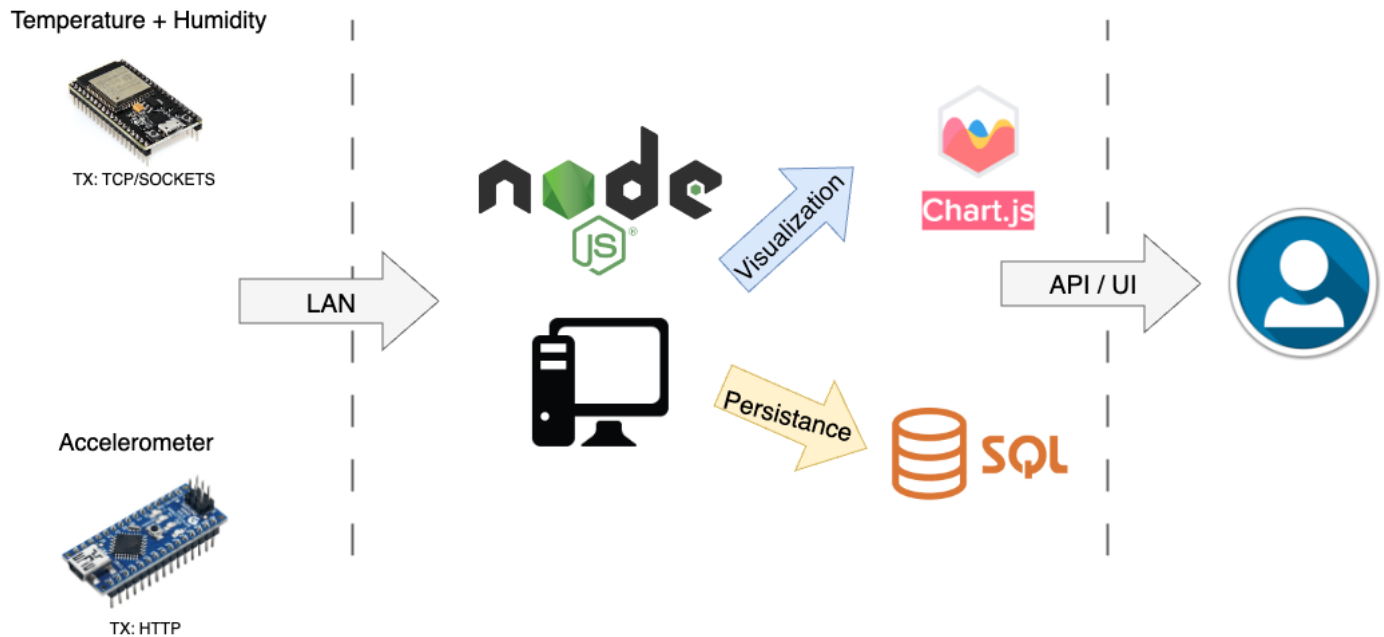 Temperature + Humidity
TX: TCP/SOCKETS
LAN
Accelerometer
TX: HTTP
node
JS
®
Visualization
Persistance
Chart.js
SQL
API / UI